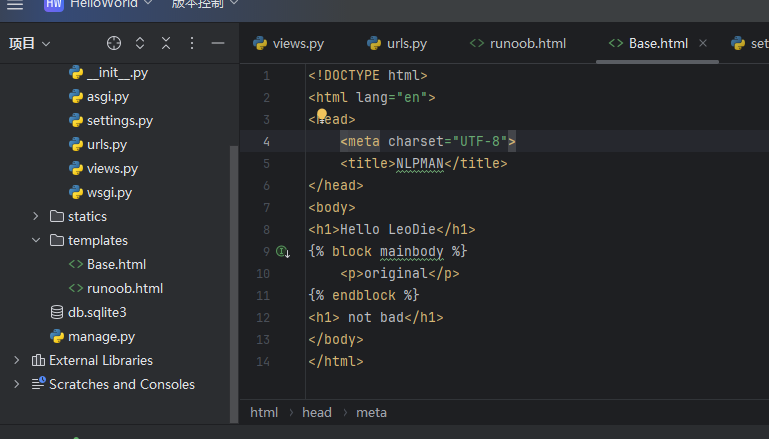 HW HelloWorld 版本控制
项目
views.py urls.py runoob.html Base.html set
__init__.py
asgi.py
settings.py
urls.py
views.py
wsgi.py
statics
templates
Base.html
runoob.html
db.sqlite3
manage.py
External Libraries
Scratches and Consoles
1 <!DOCTYPE html>
2 <html lang="en">
3 <head>
4 <meta charset="UTF-8">
5 <title>NLPMAN</title>
6 </head>
7 <body>
8 <h1>Hello LeoDie</h1>
9 {% block mainbody %}
10 <p>original</p>
11 {% endblock %}
12 <h1> not bad</h1>
13 </body>
14 </html>
html › head › meta